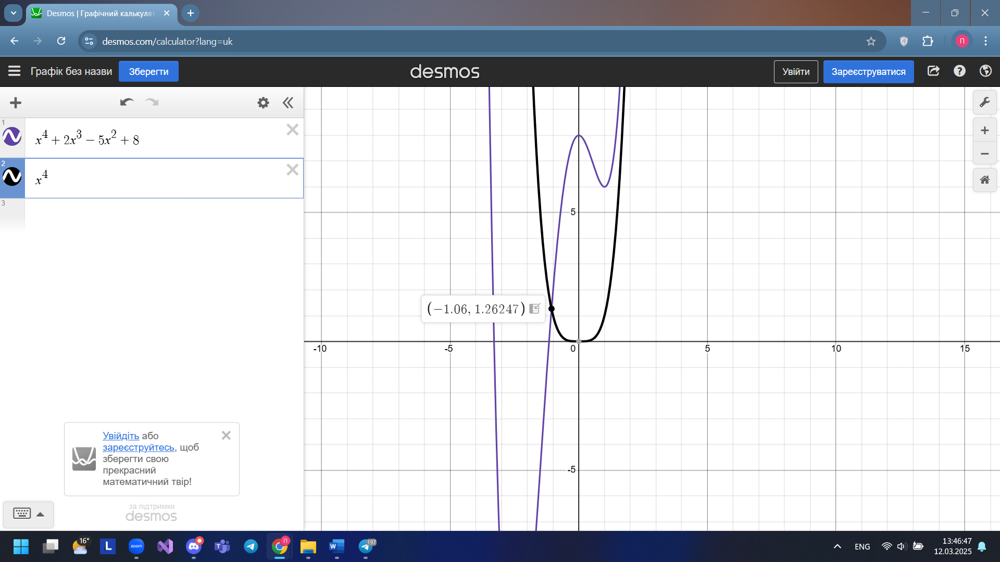 Desmos | Графічний калькулят
desmos.com/calculator?lang=uk
Графік без назви
Зберегти
desmos
Увійти
Зареєструватися
1
x^4 + 2x^3 − 5x^2 + 8
2
x^4
3
(−1.06, 1.26247)
5
-10
-5
0
5
10
15
-5
Увійдіть або
зареєструйтесь, щоб
зберегти свою
прекрасний
математичний твір!
за підтримки
desmos
П
16°
L
zoom
П
W
197
ENG
13:46:47
12.03.2025